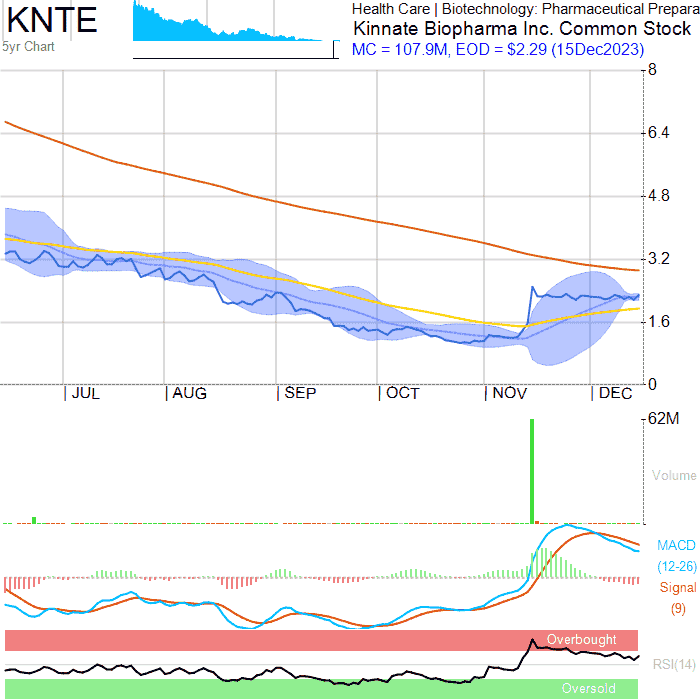 KNTE
5yr Chart
Health Care | Biotechnology: Pharmaceutical Prepara
Kinnate Biopharma Inc. Common Stock
MC = 107.9M, EOD = $2.29 (15Dec2023)
8
6.4
4.8
3.2
1.6
0
JUL AUG SEP OCT NOV DEC
62M
Volume
MACD
(12-26)
Signal
(9)
Overbought
RSI(14)
Oversold